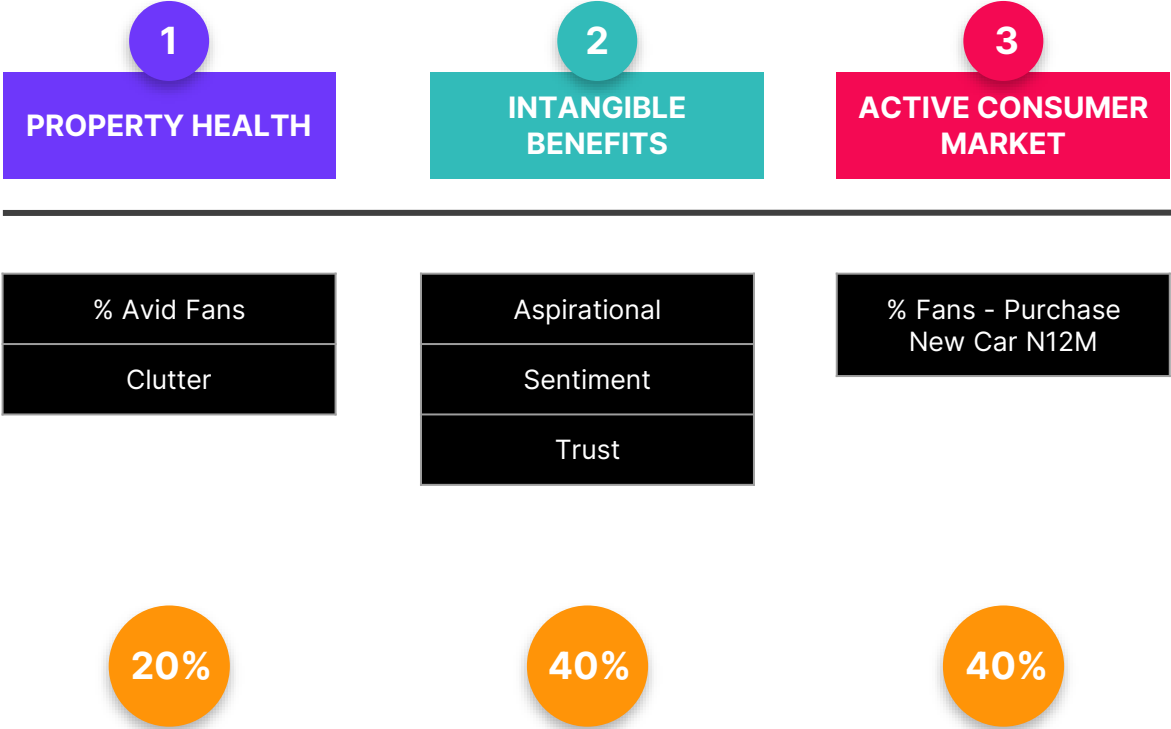 1
PROPERTY HEALTH
2
INTANGIBLE
BENEFITS
3
ACTIVE CONSUMER
MARKET
% Avid Fans
Clutter
Aspirational
Sentiment
Trust
% Fans - Purchase
New Car N12M
20%
40%
40%